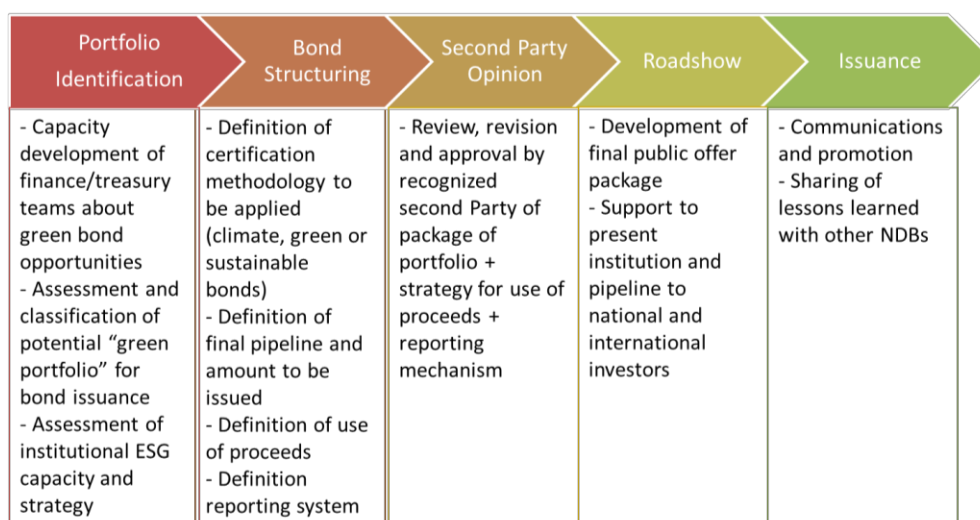 Portfolio
Identification
Bond
Structuring
Second Party
Opinion
Roadshow
Issuance
- Capacity
development of
finance/treasury
teams about
green bond
opportunities
- Assessment and
classification of
potential “green
portfolio” for
bond issuance
- Assessment of
institutional ESG
capacity and
strategy
- Definition of
certification
methodology to
be applied
(climate, green or
sustainable
bonds)
- Definition of
final pipeline and
amount to be
issued
- Definition of use
of proceeds
- Definition
reporting system
- Review, revision
and approval by
recognized
second Party of
package of
portfolio +
strategy for use of
proceeds +
reporting
mechanism
- Development of
final public offer
package
- Support to
present
institution and
pipeline to
national and
international
investors
- Communications
and promotion
- Sharing of
lessons learned
with other NDBs